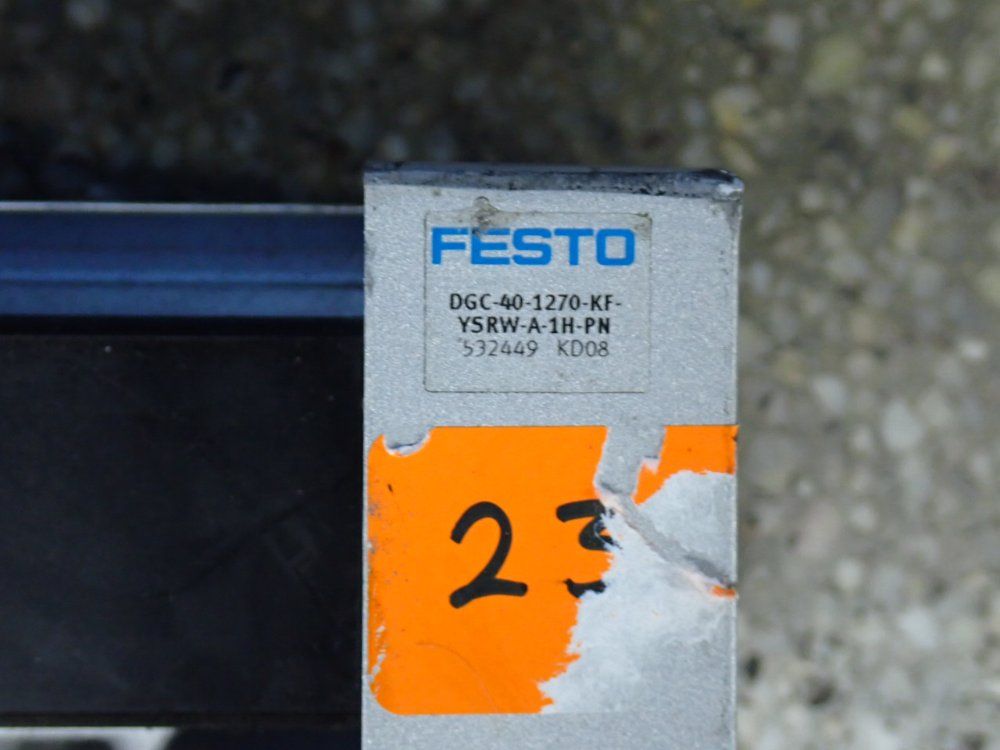 FESTO
DGC-40-1270-KF-
YSRW-A-1H-PN
532449 KD08
23